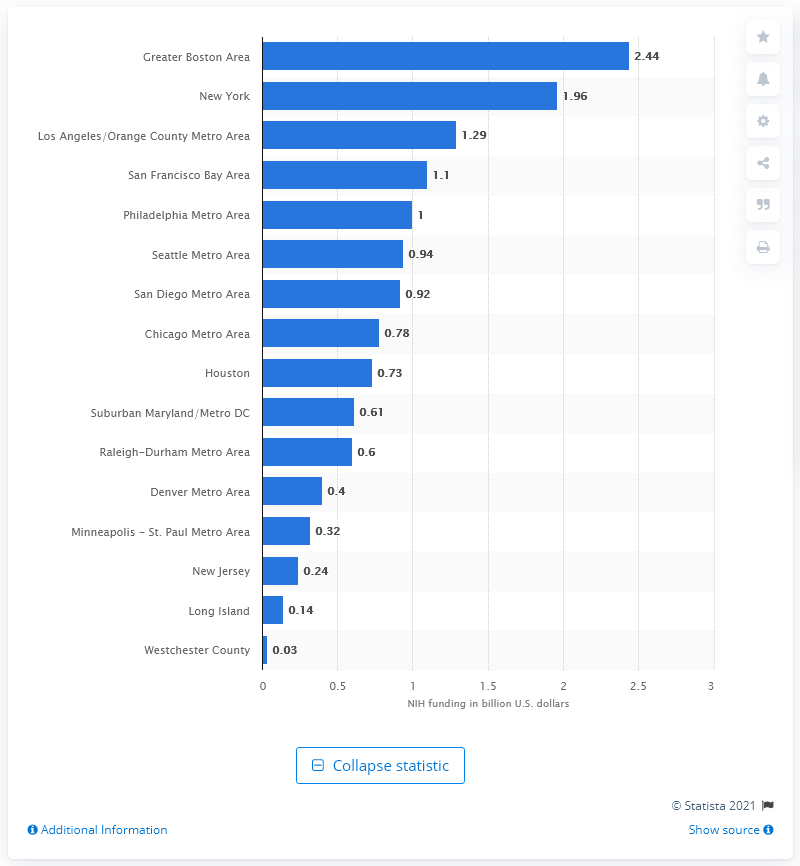 Greater Boston Area 2.44
New York 1.96
Los Angeles/Orange County Metro Area 1.29
San Francisco Bay Area 1.1
Philadelphia Metro Area 1
Seattle Metro Area 0.94
San Diego Metro Area 0.92
Chicago Metro Area 0.78
Houston 0.73
Suburban Maryland/Metro DC 0.61
Raleigh-Durham Metro Area 0.6
Denver Metro Area 0.4
Minneapolis - St. Paul Metro Area 0.32
New Jersey 0.24
Long Island 0.14
Westchester County 0.03
0 0.5 1 1.5 2 2.5 3
NIH funding in billion U.S. dollars
Collapse statistic
© Statista 2021
Additional Information Show source